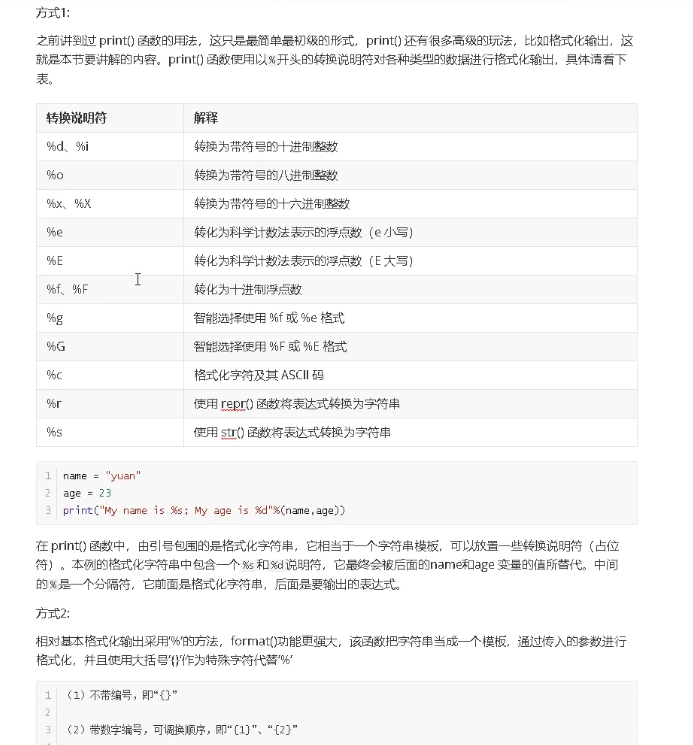 方式1:
之前讲到过 print() 函数的用法，这只是最简单最初级的形式，print() 还有很多高级的玩法，比如格式化输出，这
就是本节要讲解的内容。print() 函数使用以%开头的转换说明符对各种类型的数据进行格式化输出，具体请看下
表。
转换说明符 解释
%d、%i 转换为带符号的十进制整数
%o 转换为带符号的八进制整数
%x、%X 转换为带符号的十六进制整数
%e 转化为科学计数法表示的浮点数（e 小写）
%E 转化为科学计数法表示的浮点数（E 大写）
%f、%F 转化为十进制浮点数
%g 智能选择使用 %f 或 %e 格式
%G 智能选择使用 %F 或 %E 格式
%c 格式化字符及其 ASCII 码
%r 使用 repr() 函数将表达式转换为字符串
%s 使用 str() 函数将表达式转换为字符串
1 name = "yuan"
2 age = 23
3 print("My name is %s; My age is %d"%(name,age))
在 print() 函数中，由引号包围的是格式化字符串，它相当于一个字符串模板，可以放置一些转换说明符（占位
符）。本例的格式化字符串中包含一个%s 和%d 说明符，它最终会被后面的name和age 变量的值所替代。中间
的%是一个分隔符，它前面是格式化字符串，后面是要输出的表达式。
方式2:
相对基本格式化输出采用'%'的方法，format()功能更强大，该函数把字符串当成一个模板，通过传入的参数进行
格式化，并且使用大括号'{}'作为特殊字符代替'%'
1 （1）不带编号，即“{}”
2
3 （2）带数字编号，可调换顺序，即“{1}”、“{2}”